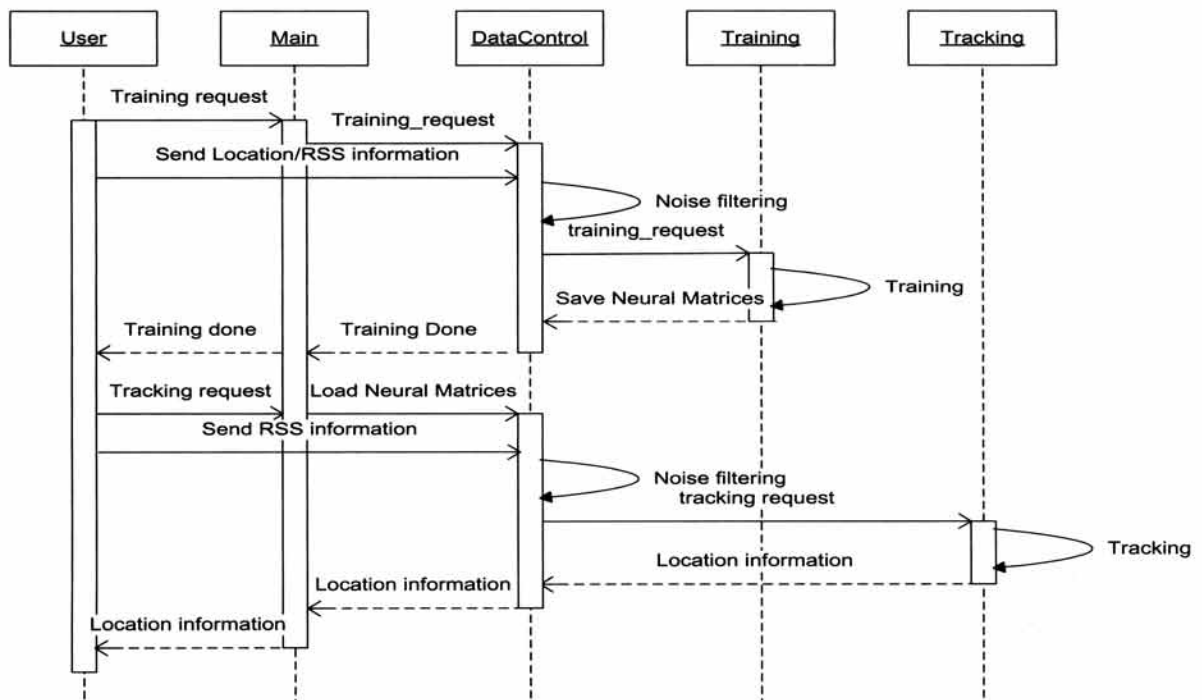 User
Main
DataControl
Training
Tracking
Training request
Training_request
Send Location/RSS information
Noise filtering
training_request
Training
Save Neural Matrices
Training done
Training Done
Tracking request
Load Neural Matrices
Send RSS information
Noise filtering
tracking request
Tracking
Location information
Location information
Location information